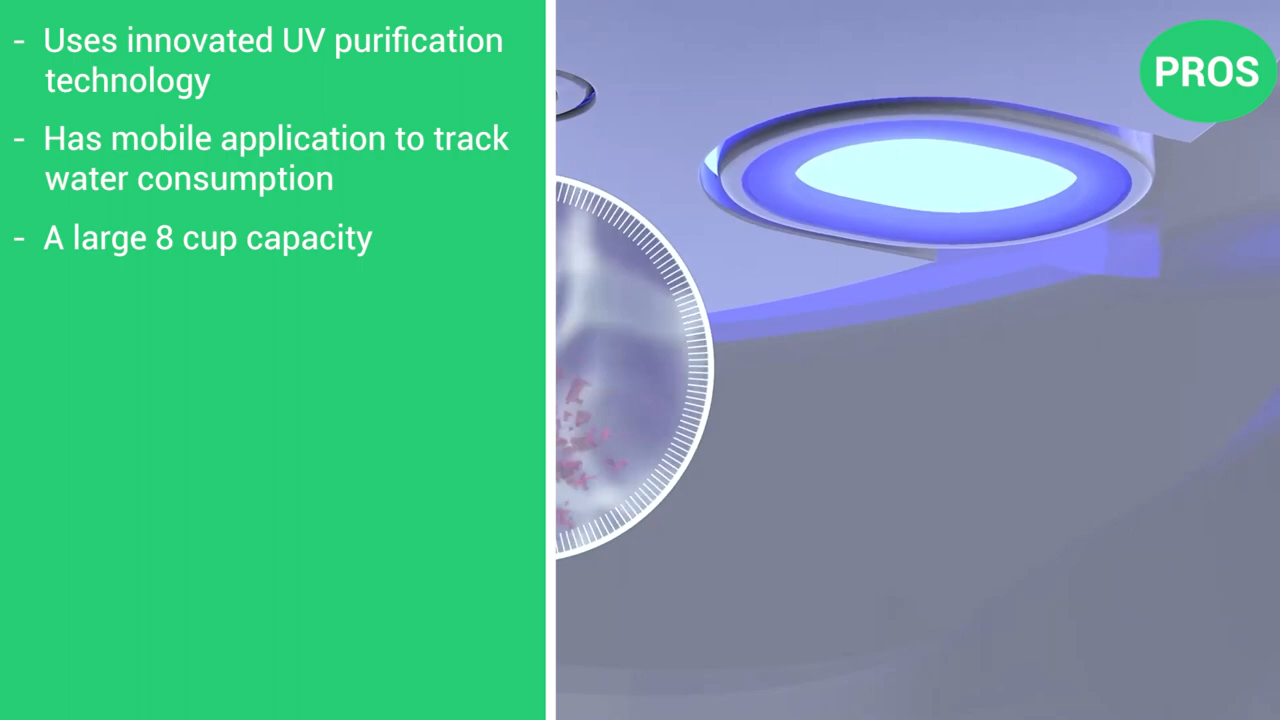 - Uses innovated UV purification
technology
- Has mobile application to track
water consumption
- A large 8 cup capacity
PROS